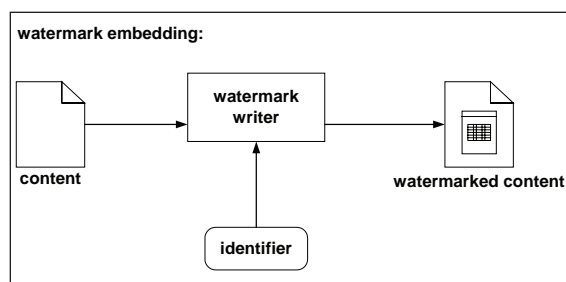 watermark embedding:
watermark
writer
content
watermarked content
identifier